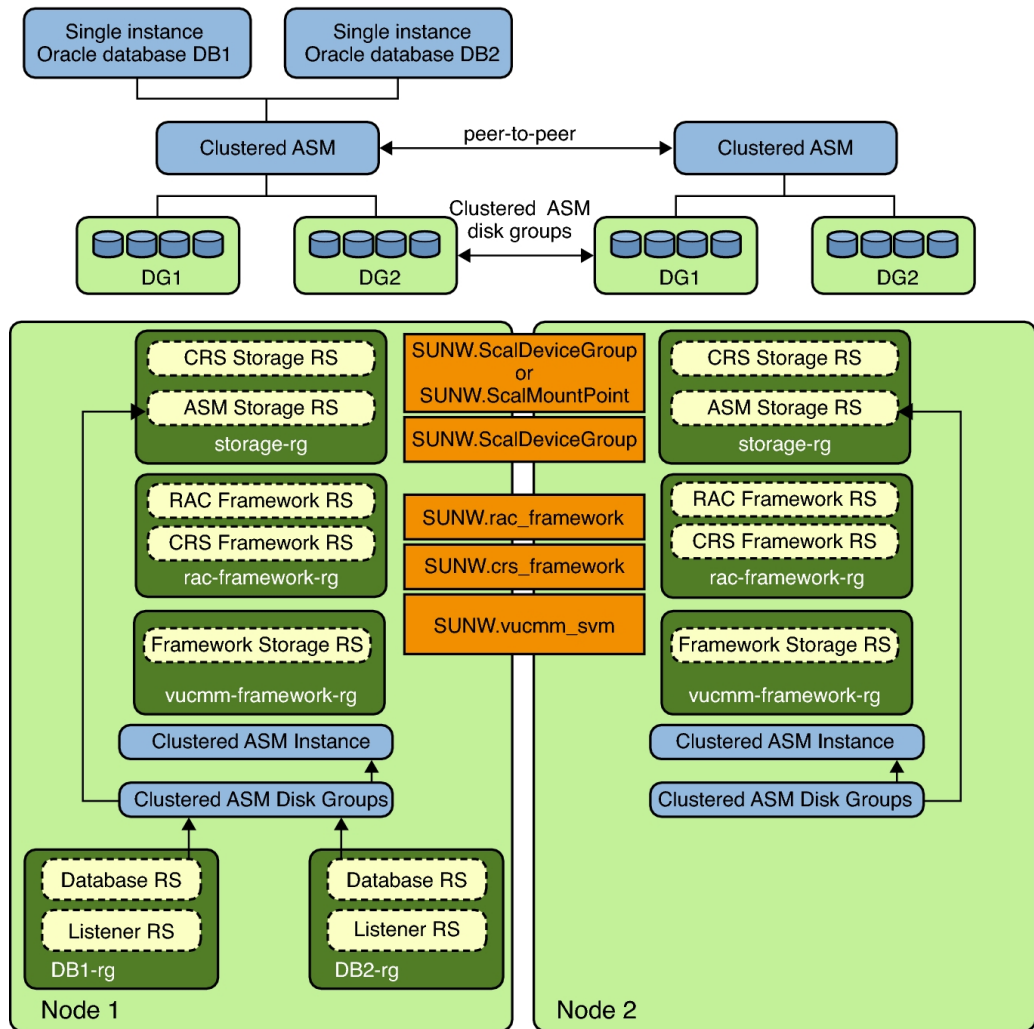 Single instance
Oracle database DB1
Single instance
Oracle database DB2
Clustered ASM
peer-to-peer
Clustered ASM
Clustered ASM
disk groups
DG1
DG2
DG1
DG2
CRS Storage RS
ASM Storage RS
storage-rg
SUNW.ScalDeviceGroup
or
SUNW.ScalMountPoint
SUNW.ScalDeviceGroup
CRS Storage RS
ASM Storage RS
storage-rg
RAC Framework RS
CRS Framework RS
rac-framework-rg
SUNW.rac_framework
SUNW.crs_framework
RAC Framework RS
CRS Framework RS
rac-framework-rg
Framework Storage RS
vucmm-framework-rg
SUNW.vucmm_svm
Framework Storage RS
vucmm-framework-rg
Clustered ASM Instance
Clustered ASM Instance
Clustered ASM Disk Groups
Clustered ASM Disk Groups
Database RS
Listener RS
DB1-rg
Database RS
Listener RS
DB2-rg
Node 1
Node 2